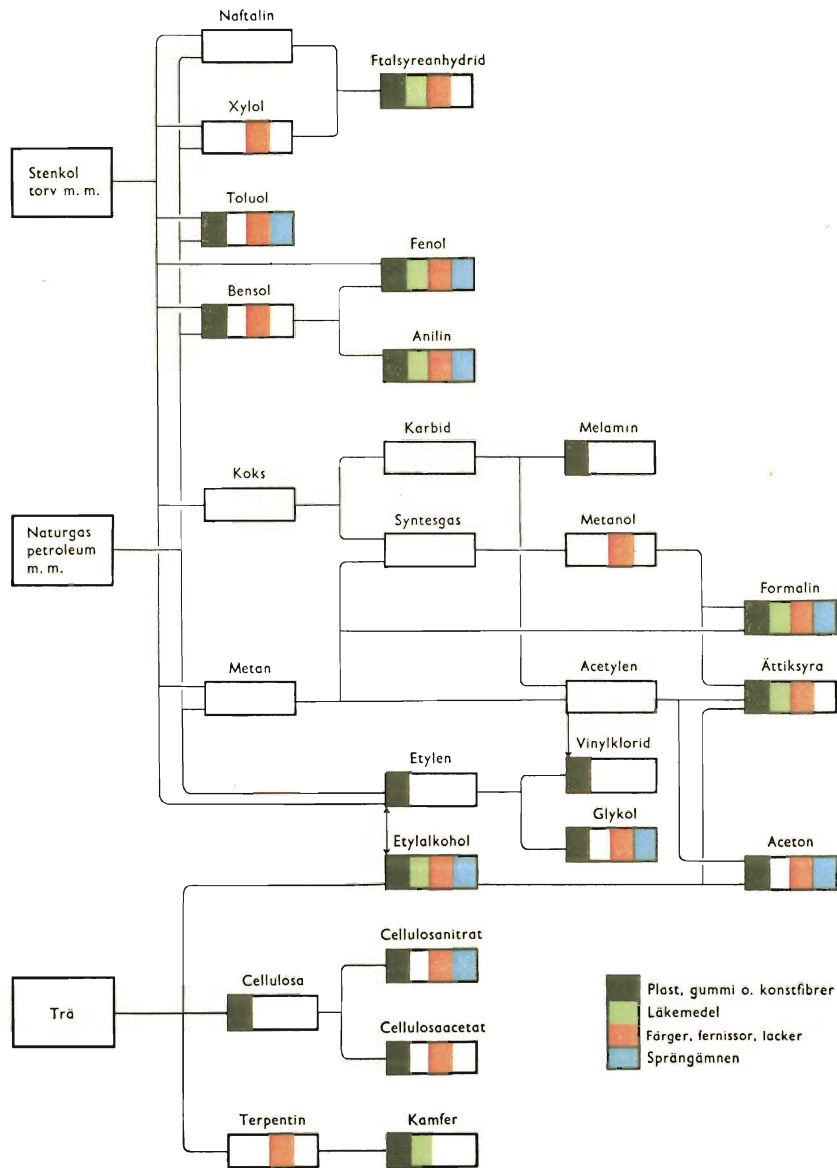 Naftalin
Ftalsyreanhydrid
Xylol
Stenkol
torv m. m.
Toluol
Fenol
Bensol
Anilin
Karbid
Melamin
Koks
Syntesgas
Metanol
Naturgas
petroleum
m. m.
Formalin
Metan
Acetylen
Ättiksyra
Etylen
Vinylklorid
Glykol
Etylalkohol
Aceton
Cellulosanitrat
Cellulosa
Trä
Cellulosaacetat
Terpentin
Kamfer
Plast, gummi o. konstfibrer
Läkemedel
Färger, fernissor, lacker
Sprängämnen